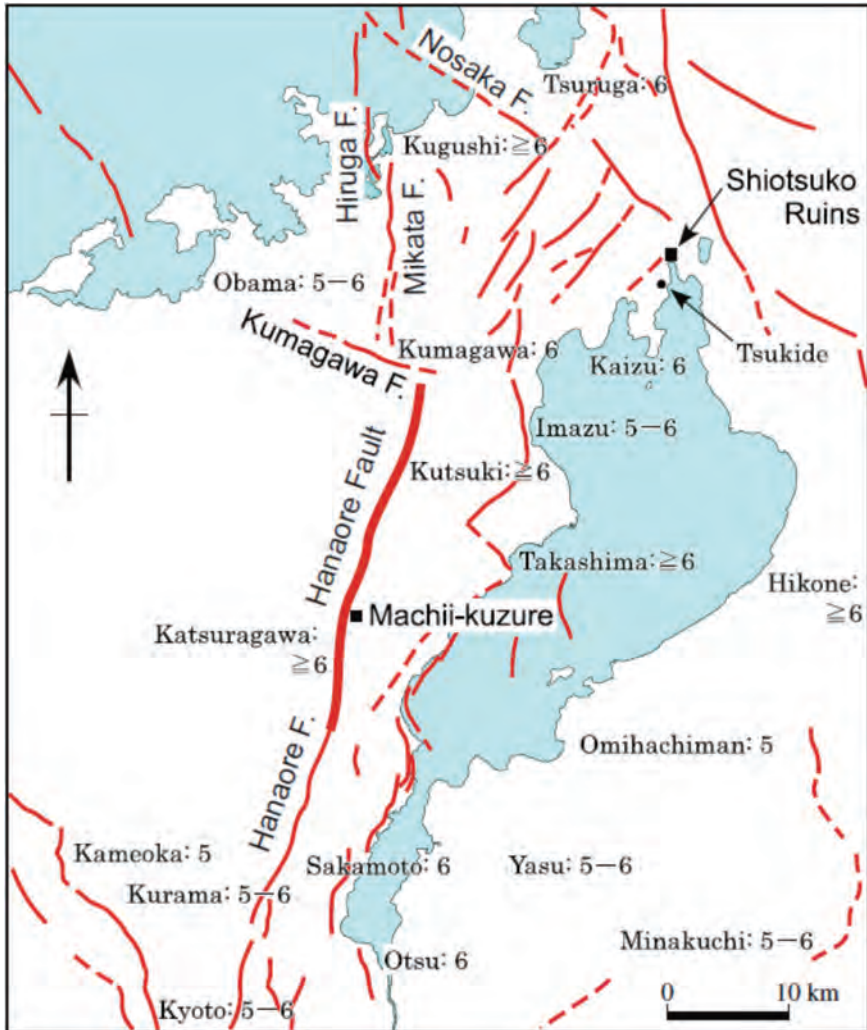 Nosaka F.
Tsuruga: 6
Hiruga F.
Kugushi: ≧6
Shiotsuko
Ruins
Mikata F.
Obama: 5−6
Kumagawa F.
Kumagawa: 6
Tsukide
Kaizu: 6
Imazu: 5−6
Hanaore Fault
Kutsuki: ≧6
Takashima: ≧6
Hikone:
≧6
Machii-kuzure
Katsuragawa:
≧6
Hanaore F.
Omihachiman: 5
Kameoka: 5
Sakamoto: 6
Yasu: 5−6
Kurama: 5−6
Minakuchi: 5−6
Otsu: 6
Kyoto: 5−6
0 10 km